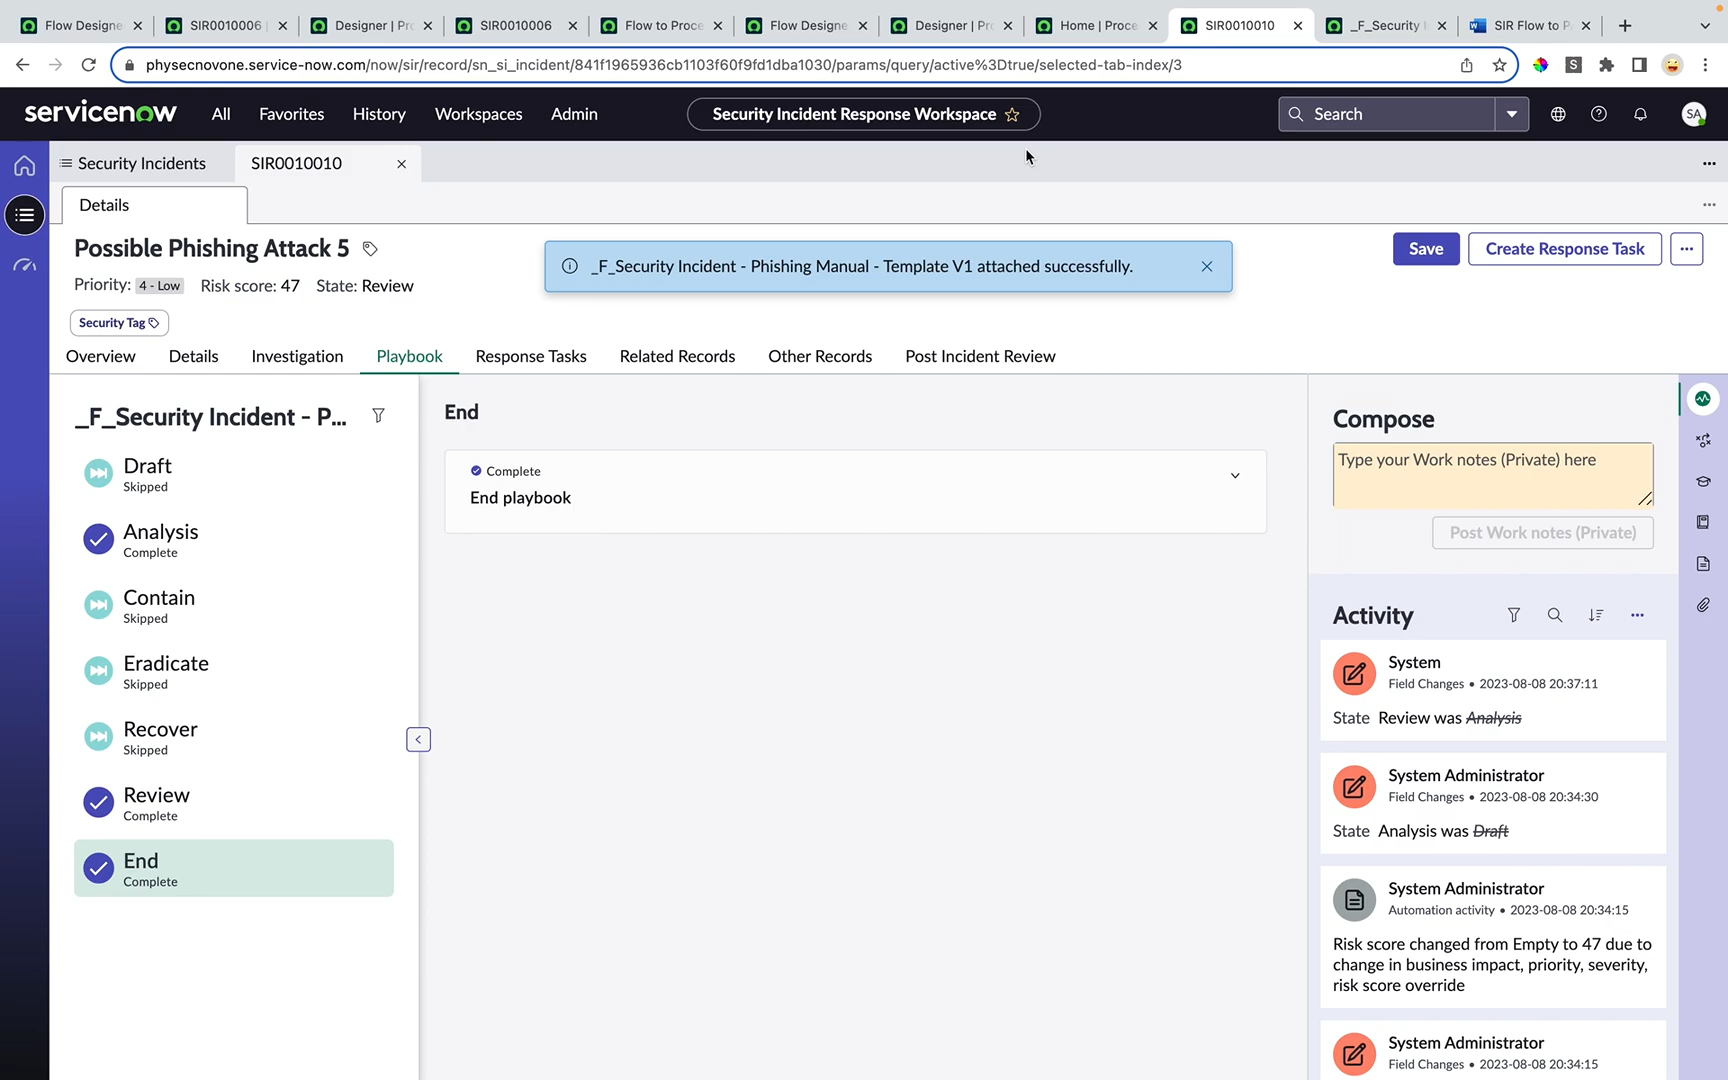 Flow Designe
SIR0010006
Designer | Pro
SIR0010006
Flow to Proce
Flow Designe
Designer | Pro
Home | Proce
SIR0010010
_F_Security I
SIR Flow to P
physecnovone.service-now.com/now/sir/record/sn_si_incident/841f1965936cb1103f60f9fd1dba1030/params/query/active%3Dtrue/selected-tab-index/3
S
servicenow
All
Favorites
History
Workspaces
Admin
Security Incident Response Workspace
Search
SA
Security Incidents
SIR0010010
Details
Possible Phishing Attack 5
Priority: 4 - Low Risk score: 47 State: Review
Security Tag
_F_Security Incident - Phishing Manual - Template V1 attached successfully.
Save
Create Response Task
Overview
Details
Investigation
Playbook
Response Tasks
Related Records
Other Records
Post Incident Review
_F_Security Incident - P...
Draft
Skipped
Analysis
Complete
Contain
Skipped
Eradicate
Skipped
Recover
Skipped
Review
Complete
End
Complete
End
Complete
End playbook
Compose
Type your Work notes (Private) here
Post Work notes (Private)
Activity
System
Field Changes • 2023-08-08 20:37:11
State Review was Analysis
System Administrator
Field Changes • 2023-08-08 20:34:30
State Analysis was Draft
System Administrator
Automation activity • 2023-08-08 20:34:15
Risk score changed from Empty to 47 due to
change in business impact, priority, severity,
risk score override
System Administrator
Field Changes • 2023-08-08 20:34:15